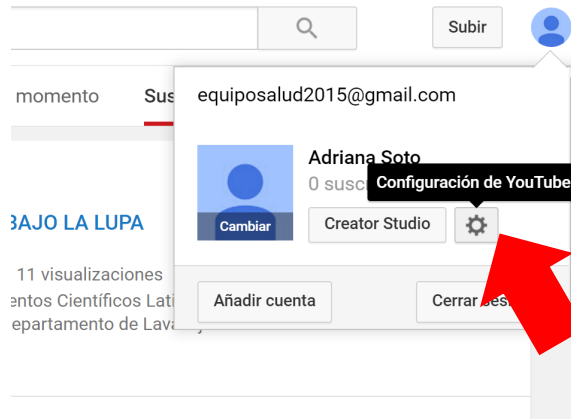 Subir
momento Sus
equiposalud2015@gmail.com
Adriana Soto
0 susc
Configuración de YouTube
Cambiar
Creator Studio
BAJO LA LUPA
11 visualizaciones
entos Científicos Lati
epartamento de Lava
Añadir cuenta
Cerrar ses